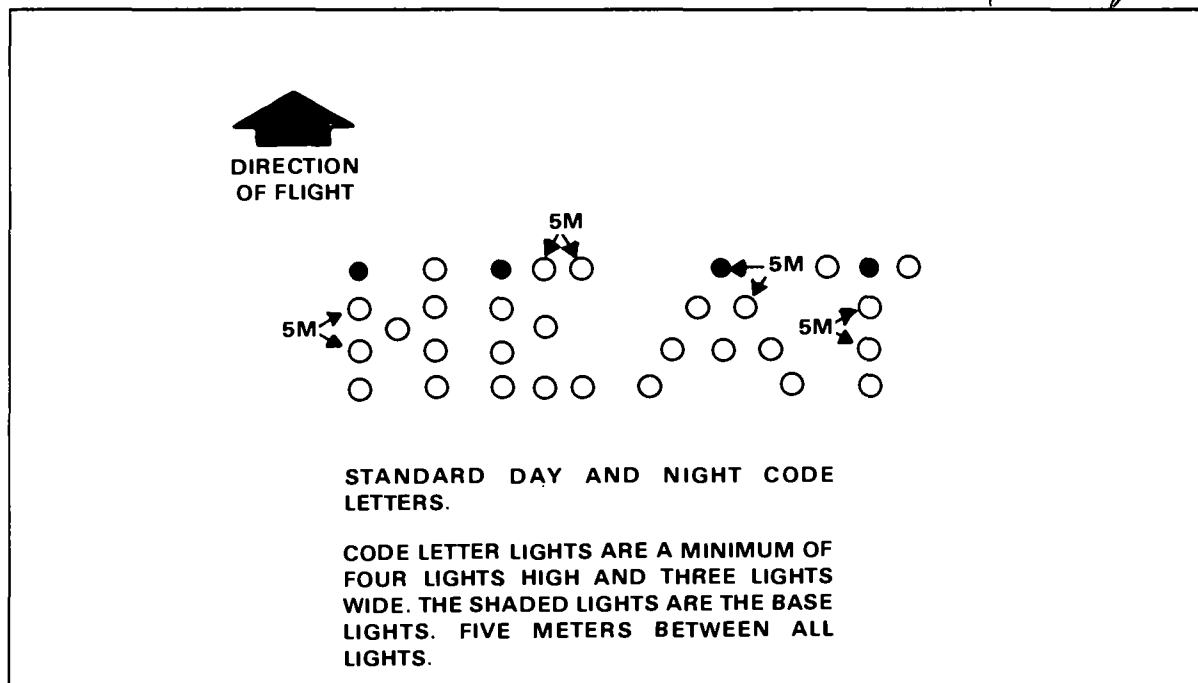 DIRECTION
OF FLIGHT
5M
5M
5M
5M
STANDARD DAY AND NIGHT CODE
LETTERS.
CODE LETTER LIGHTS ARE A MINIMUM OF
FOUR LIGHTS HIGH AND THREE LIGHTS
WIDE. THE SHADED LIGHTS ARE THE BASE
LIGHTS. FIVE METERS BETWEEN ALL
LIGHTS.